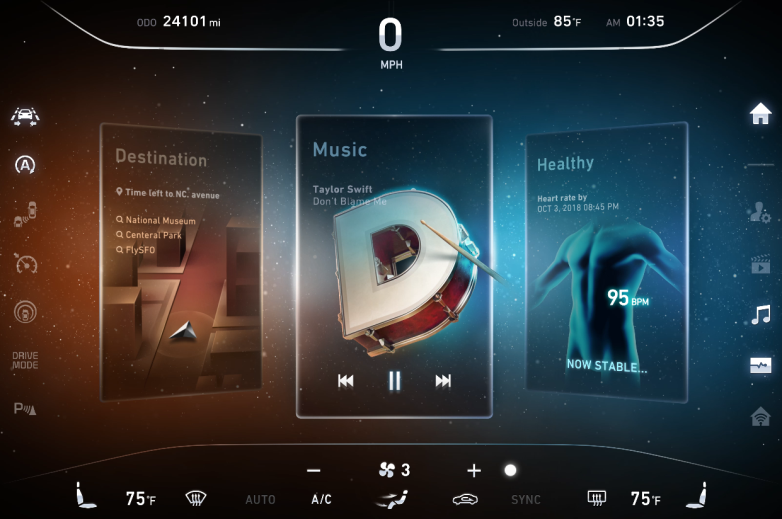 ODO 24101 mi
0
MPH
Outside 85°F
AM 01:35
A
DRIVE
MODE
P
Destination
Time left to NC. avenue
National Museum
Centeral Park
FlySFO
Music
Taylor Swift
Don't Blame Me
D
Healthy
Heart rate by
OCT 3, 2018 08:45 PM
95 BPM
NOW STABLE...
− 3 +
75°F AUTO A/C SYNC 75°F